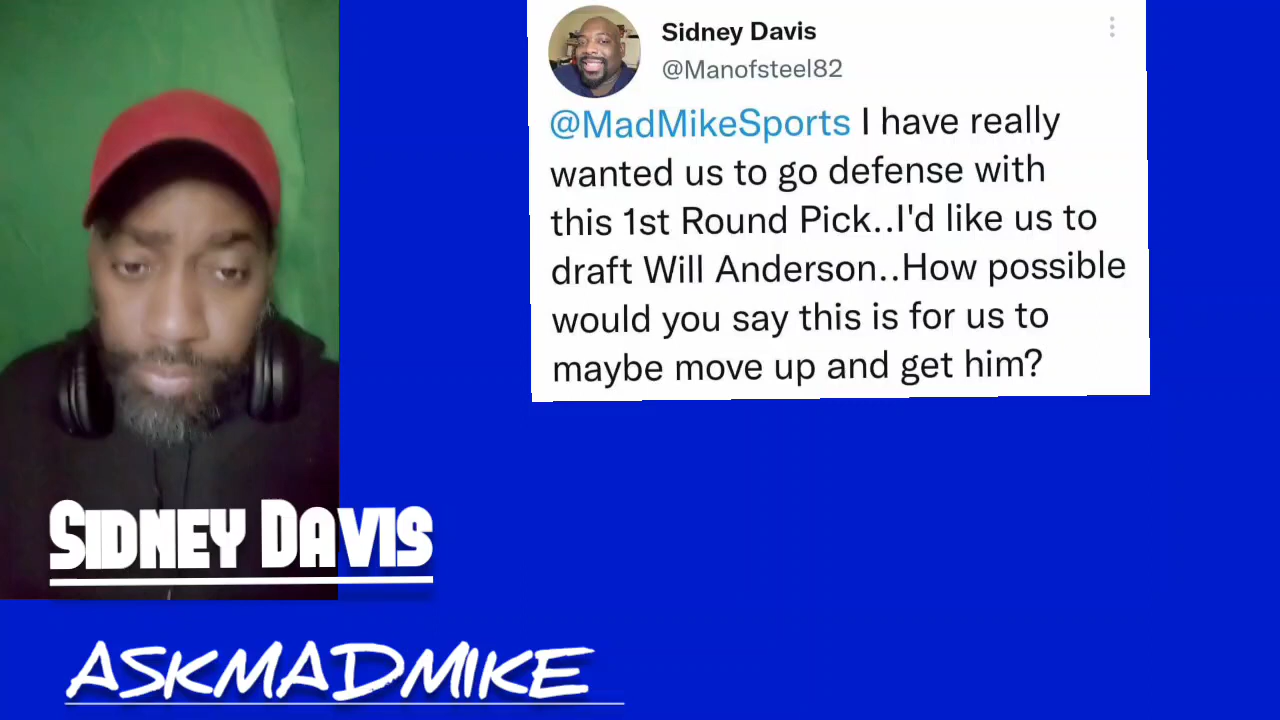 Sidney Davis
@Manofsteel82
@MadMikeSports I have really
wanted us to go defense with
this 1st Round Pick..I'd like us to
draft Will Anderson..How possible
would you say this is for us to
maybe move up and get him?
SIDNEY DAVIS
ASKMADMIKE